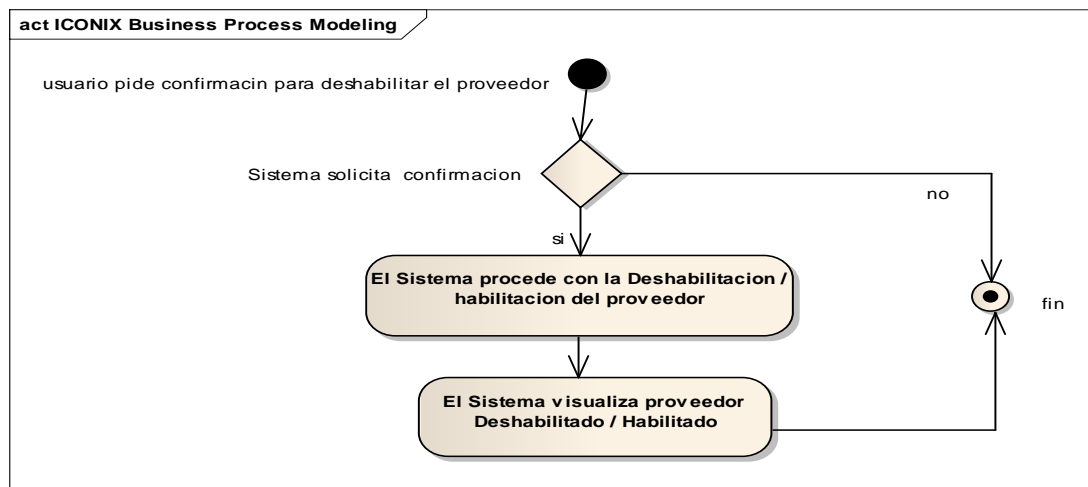 act ICONIX Business Process Modeling
usuario pide confirmacin para deshabilitar el proveedor
Sistema solicita confirmacion
no
si
El Sistema procede con la Deshabilitacion /
habilitacion del proveedor
fin
El Sistema visualiza proveedor
Deshabilitado / Habilitado